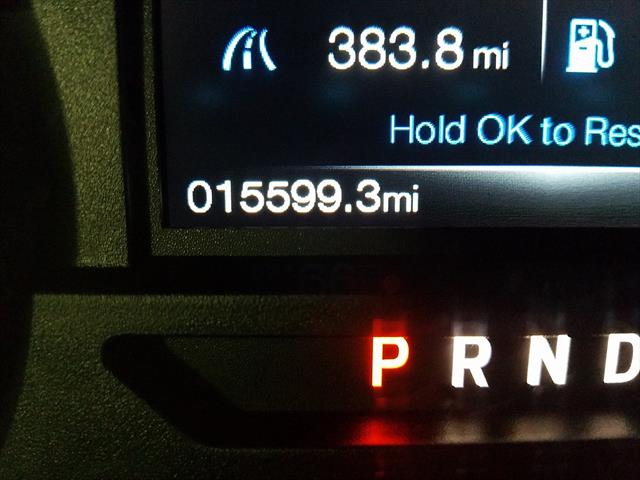 383.8 mi
Hold OK to Res
015599.3mi
P R N D